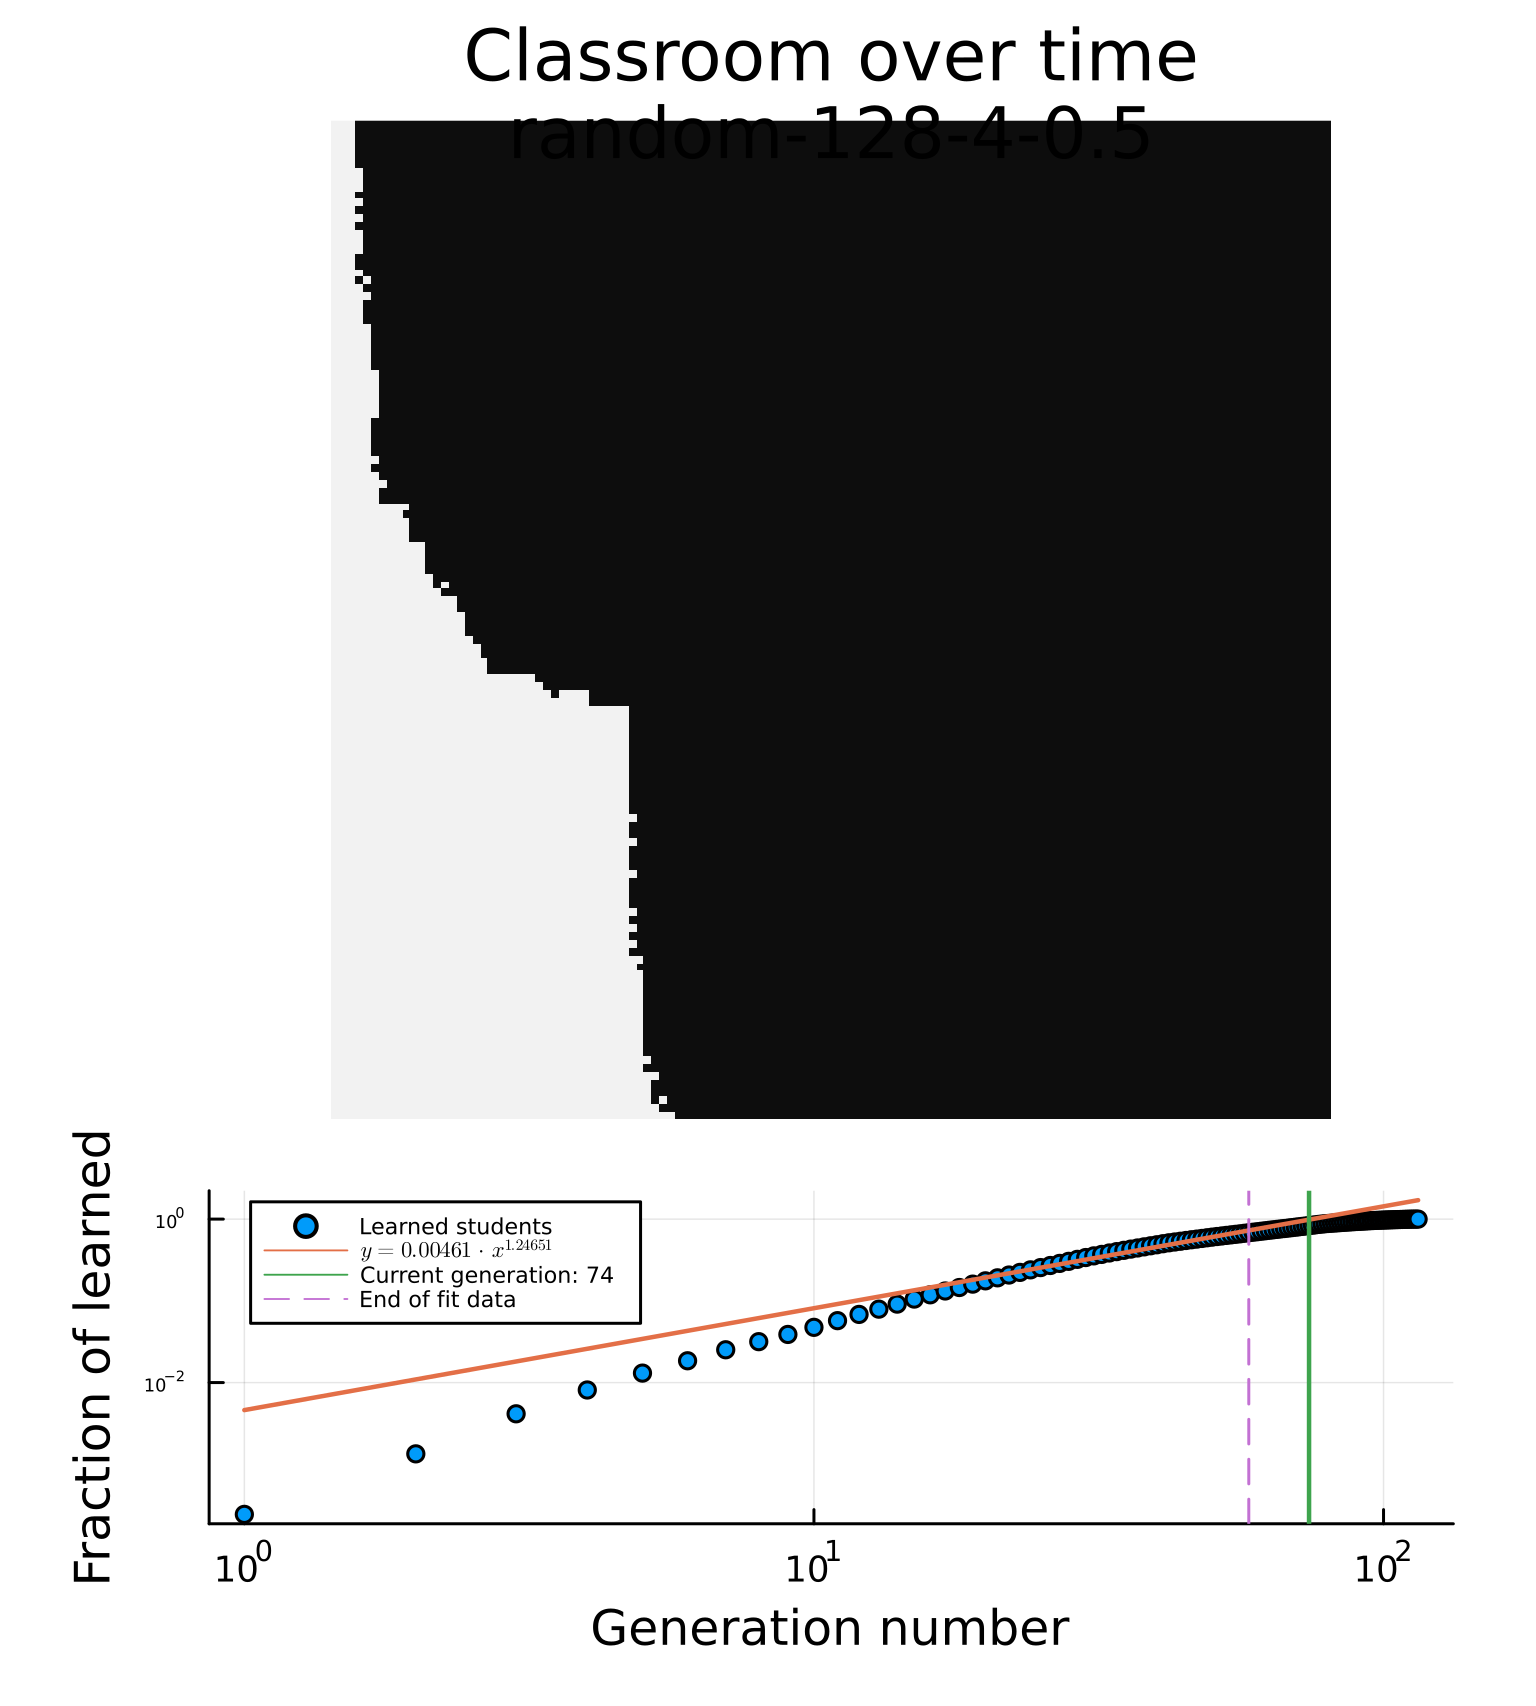 Classroom over time
random-128-4-0.5
Fraction of learned
10⁰
10⁻²
Learned students
y = 0.00461 · x^1.24651
Current generation: 74
End of fit data
10⁰ 10¹ 10²
Generation number